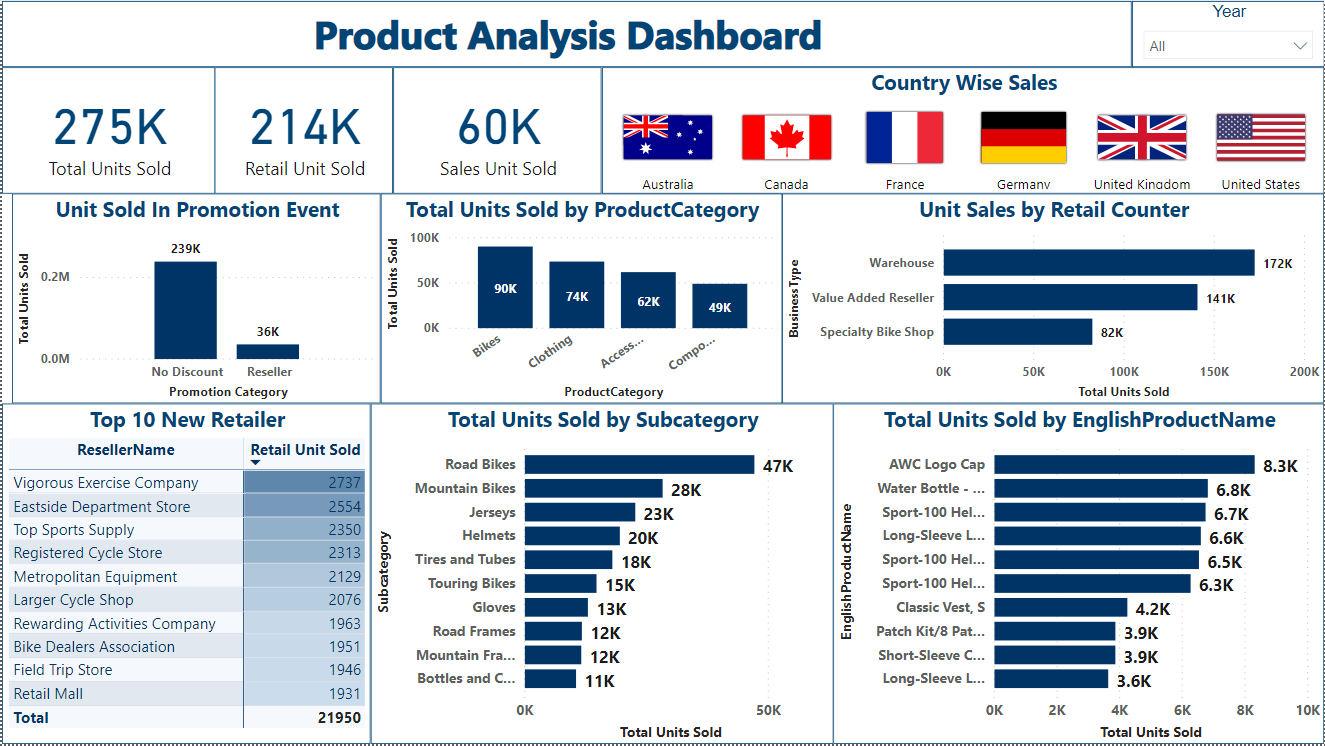 Product Analysis Dashboard
Year
All
275K
Total Units Sold
214K
Retail Unit Sold
60K
Sales Unit Sold
Country Wise Sales
Australia
Canada
France
Germany
United Kingdom
United States
Unit Sold In Promotion Event
Total Units Sold
0.2M
0.0M
239K
36K
No Discount
Reseller
Promotion Category
Total Units Sold by ProductCategory
Total Units Sold
100K
50K
0K
90K
74K
62K
49K
Bikes
Clothing
Access...
Compo...
ProductCategory
Unit Sales by Retail Counter
BusinessType
Warehouse 172K
Value Added Reseller 141K
Specialty Bike Shop 82K
0K 50K 100K 150K 200K
Total Units Sold
Top 10 New Retailer
ResellerName Retail Unit Sold
Vigorous Exercise Company 2737
Eastside Department Store 2554
Top Sports Supply 2350
Registered Cycle Store 2313
Metropolitan Equipment 2129
Larger Cycle Shop 2076
Rewarding Activities Company 1963
Bike Dealers Association 1951
Field Trip Store 1946
Retail Mall 1931
Total 21950
Total Units Sold by Subcategory
Subcategory
Road Bikes 47K
Mountain Bikes 28K
Jerseys 23K
Helmets 20K
Tires and Tubes 18K
Touring Bikes 15K
Gloves 13K
Road Frames 12K
Mountain Fra... 12K
Bottles and C... 11K
0K 50K
Total Units Sold
Total Units Sold by EnglishProductName
EnglishProductName
AWC Logo Cap 8.3K
Water Bottle - ... 6.8K
Sport-100 Hel... 6.7K
Long-Sleeve L... 6.6K
Sport-100 Hel... 6.5K
Sport-100 Hel... 6.3K
Classic Vest, S 4.2K
Patch Kit/8 Pat... 3.9K
Short-Sleeve C... 3.9K
Long-Sleeve L... 3.6K
0K 2K 4K 6K 8K 10K
Total Units Sold